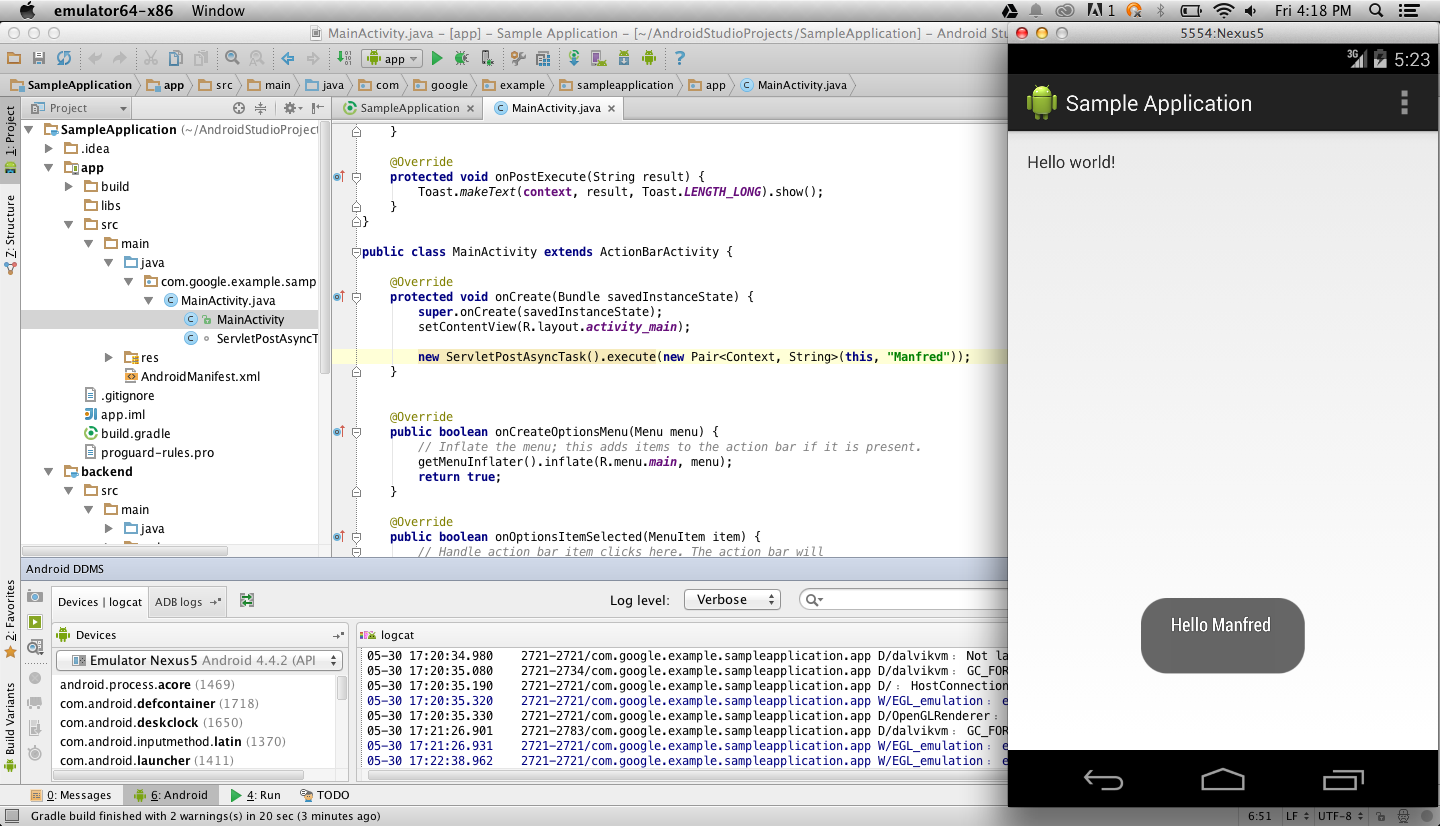 emulator64-x86 Window
1 Fri 4:18 PM
MainActivity.java – [app] – Sample Application – [~/AndroidStudioProjects/SampleApplication] – Android Stu
app
SampleApplication app src main java com google example sampleapplication app MainActivity.java
1: Project
Z: Structure
2: Favorites
Build Variants
Project
SampleApplication (~/AndroidStudioProject
.idea
app
build
libs
src
main
java
com.google.example.samp
MainActivity.java
MainActivity
ServletPostAsyncT
res
AndroidManifest.xml
.gitignore
app.iml
build.gradle
proguard-rules.pro
backend
src
main
java
SampleApplication MainActivity.java
}
@Override
protected void onPostExecute(String result) {
Toast.makeText(context, result, Toast.LENGTH_LONG).show();
}
}
public class MainActivity extends ActionBarActivity {
@Override
protected void onCreate(Bundle savedInstanceState) {
super.onCreate(savedInstanceState);
setContentView(R.layout.activity_main);
new ServletPostAsyncTask().execute(new Pair<Context, String>(this, "Manfred"));
}
@Override
public boolean onCreateOptionsMenu(Menu menu) {
// Inflate the menu; this adds items to the action bar if it is present.
getMenuInflater().inflate(R.menu.main, menu);
return true;
}
@Override
public boolean onOptionsItemSelected(MenuItem item) {
// Handle action bar item clicks here. The action bar will
Android DDMS
Devices | logcat ADB logs
Log level: Verbose
Devices
Emulator Nexus5 Android 4.4.2 (API
android.process.acore (1469)
com.android.defcontainer (1718)
com.android.deskclock (1650)
com.android.inputmethod.latin (1370)
com.android.launcher (1411)
logcat
05-30 17:20:34.980 2721-2721/com.google.example.sampleapplication.app D/dalvikvm: Not la
05-30 17:20:35.080 2721-2734/com.google.example.sampleapplication.app D/dalvikvm: GC_FOR
05-30 17:20:35.190 2721-2721/com.google.example.sampleapplication.app D/: HostConnection
05-30 17:20:35.320 2721-2721/com.google.example.sampleapplication.app W/EGL_emulation: e
05-30 17:20:35.330 2721-2721/com.google.example.sampleapplication.app D/OpenGLRenderer:
05-30 17:21:26.901 2721-2783/com.google.example.sampleapplication.app D/dalvikvm: GC_FOR
05-30 17:21:26.931 2721-2721/com.google.example.sampleapplication.app W/EGL_emulation: e
05-30 17:22:38.962 2721-2721/com.google.example.sampleapplication.app W/EGL_emulation: e
0: Messages 6: Android 4: Run TODO
Gradle build finished with 2 warnings(s) in 20 sec (3 minutes ago)
6:51 LF UTF-8
5554:Nexus5
3G 5:23
Sample Application
Hello world!
Hello Manfred